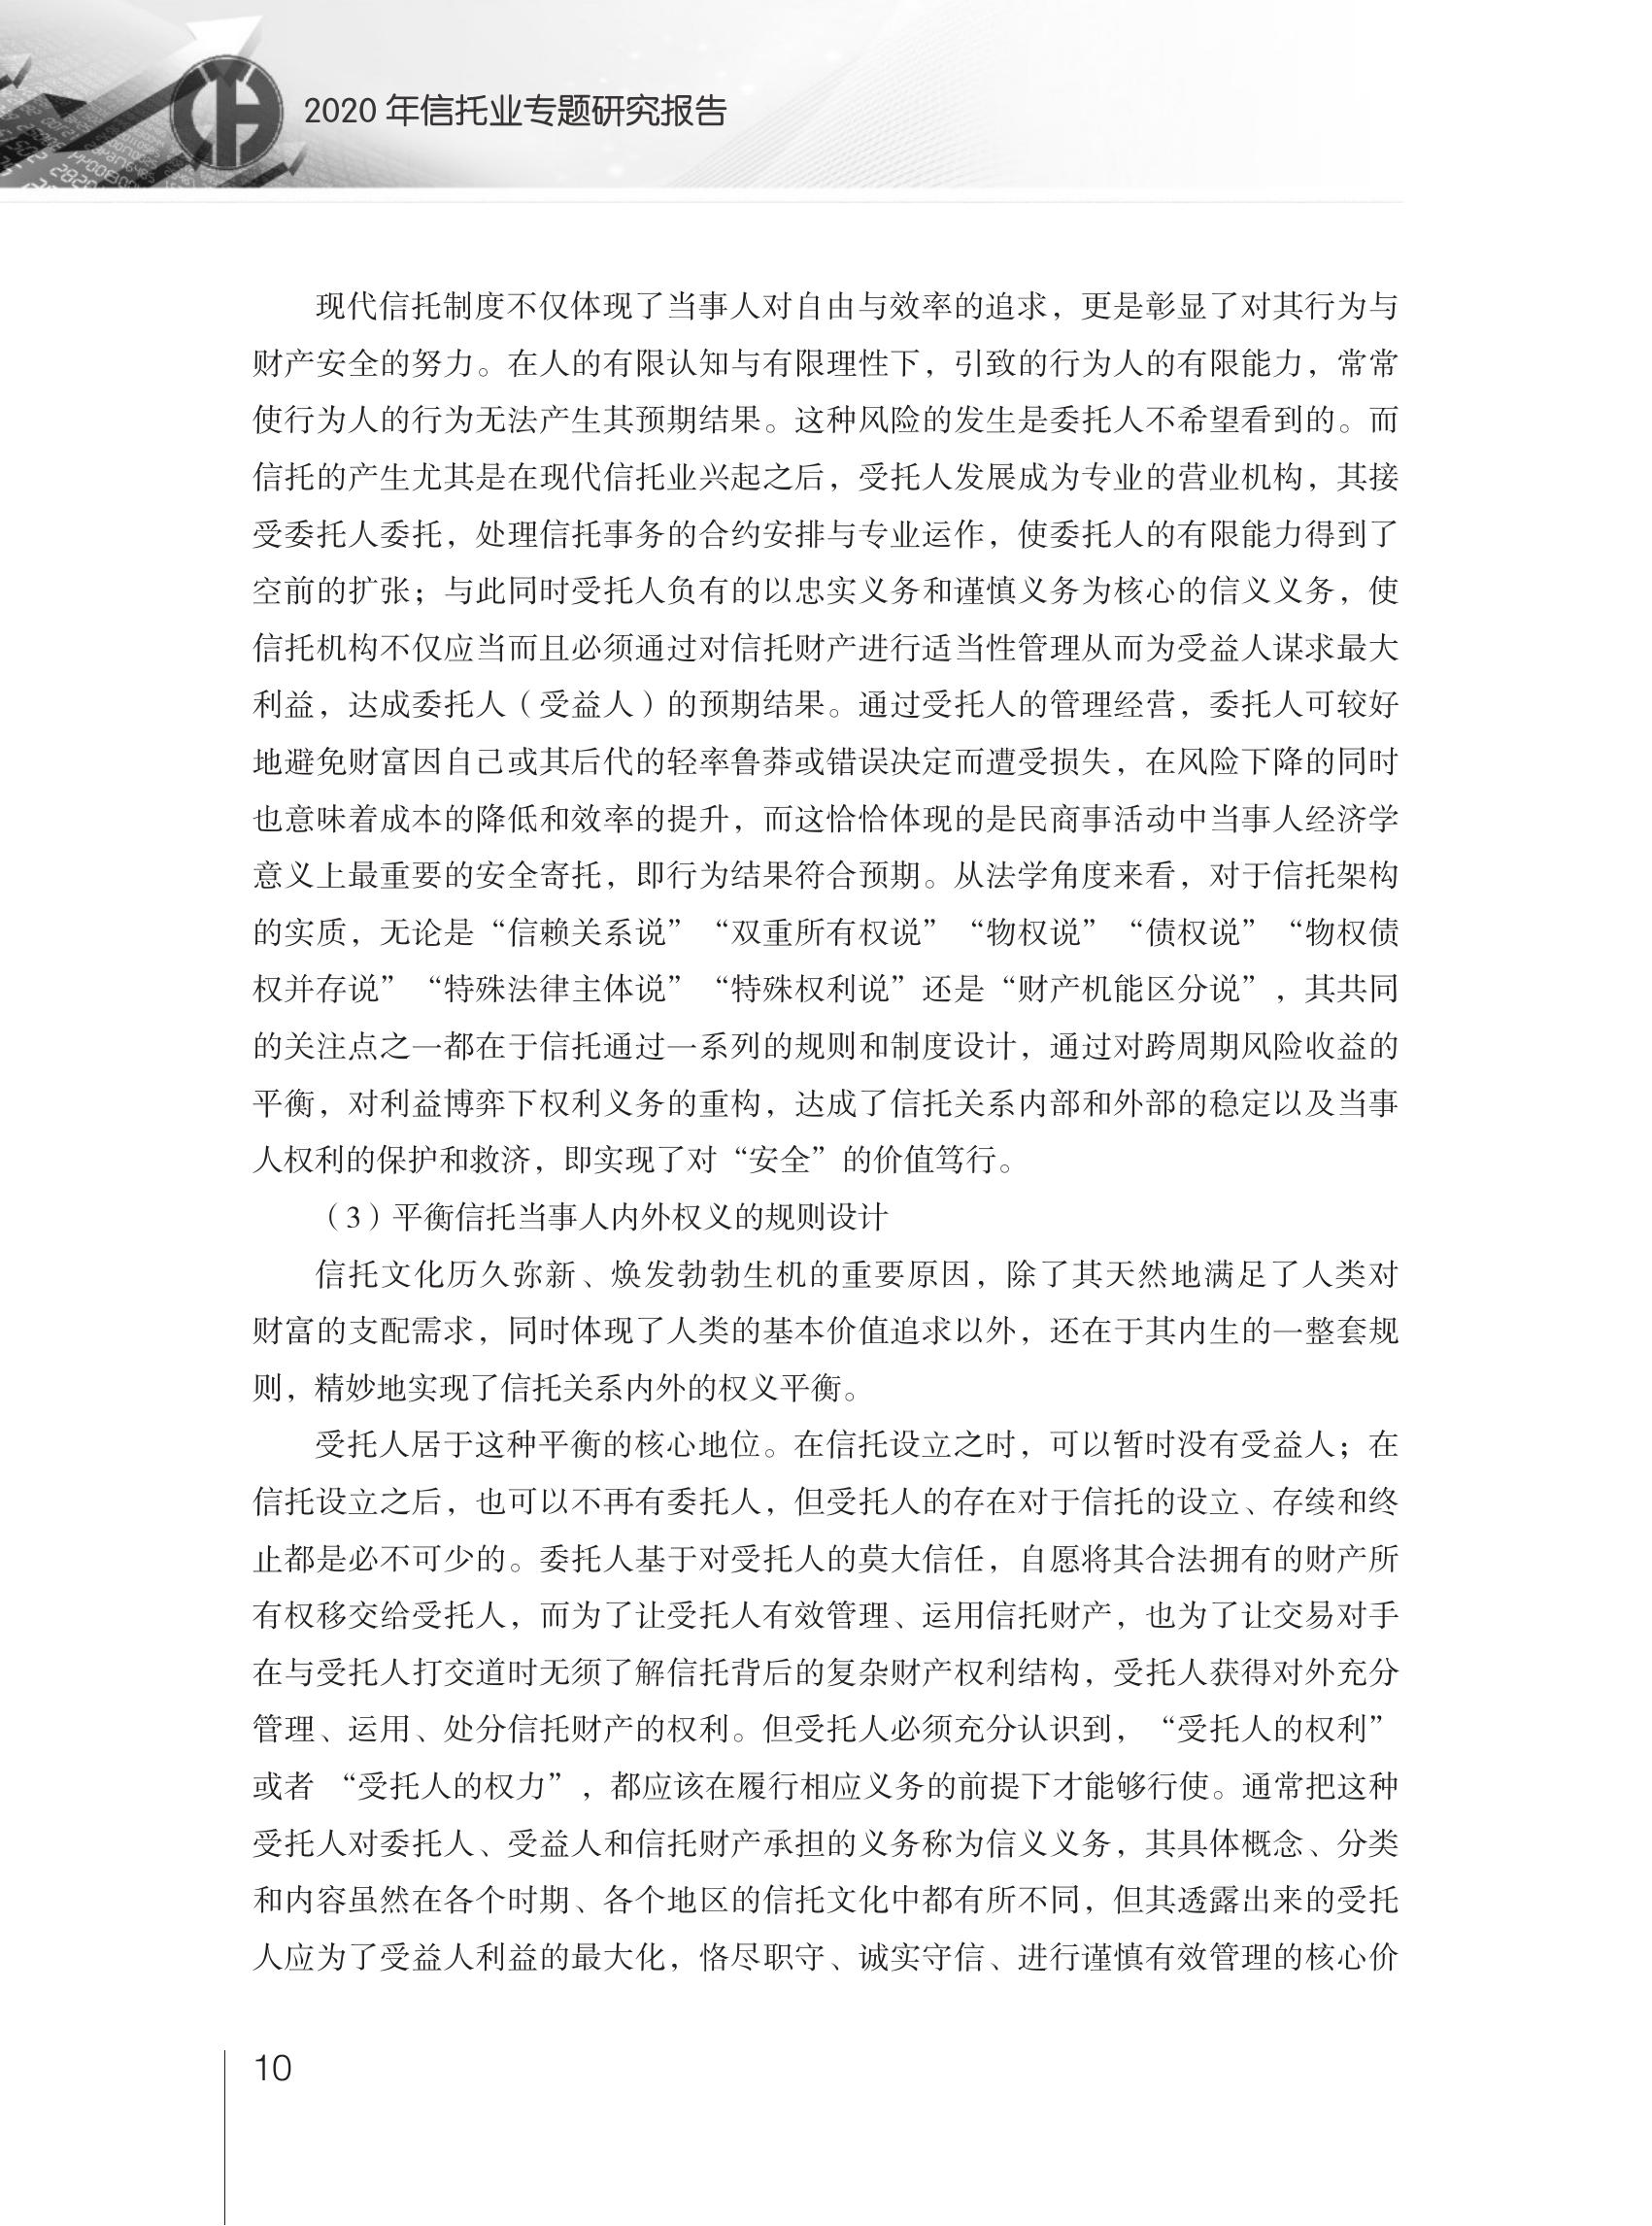 2020 年信托业专题研究报告
现代信托制度不仅体现了当事人对自由与效率的追求，更是彰显了对其行为与
财产安全的努力。在人的有限认知与有限理性下，引致的行为人的有限能力，常常
使行为人的行为无法产生其预期结果。这种风险的发生是委托人不希望看到的。而
信托的产生尤其是在现代信托业兴起之后，受托人发展成为专业的营业机构，其接
受委托人委托，处理信托事务的合约安排与专业运作，使委托人的有限能力得到了
空前的扩张；与此同时受托人负有的以忠实义务和谨慎义务为核心的信义义务，使
信托机构不仅应当而且必须通过对信托财产进行适当性管理从而为受益人谋求最大
利益，达成委托人（受益人）的预期结果。通过受托人的管理经营，委托人可较好
地避免财富因自己或其后代的轻率鲁莽或错误决定而遭受损失，在风险下降的同时
也意味着成本的降低和效率的提升，而这恰恰体现的是民商事活动中当事人经济学
意义上最重要的安全寄托，即行为结果符合预期。从法学角度来看，对于信托架构
的实质，无论是“信赖关系说”“双重所有权说”“物权说”“债权说”“物权债
权并存说”“特殊法律主体说”“特殊权利说”还是“财产机能区分说”，其共同
的关注点之一都在于信托通过一系列的规则和制度设计，通过对跨周期风险收益的
平衡，对利益博弈下权利义务的重构，达成了信托关系内部和外部的稳定以及当事
人权利的保护和救济，即实现了对“安全”的价值笃行。
（3）平衡信托当事人内外权义的规则设计
信托文化历久弥新、焕发勃勃生机的重要原因，除了其天然地满足了人类对
财富的支配需求，同时体现了人类的基本价值追求以外，还在于其内生的一整套规
则，精妙地实现了信托关系内外的权义平衡。
受托人居于这种平衡的核心地位。在信托设立之时，可以暂时没有受益人；在
信托设立之后，也可以不再有委托人，但受托人的存在对于信托的设立、存续和终
止都是必不可少的。委托人基于对受托人的莫大信任，自愿将其合法拥有的财产所
有权移交给受托人，而为了让受托人有效管理、运用信托财产，也为了让交易对手
在与受托人打交道时无须了解信托背后的复杂财产权利结构，受托人获得对外充分
管理、运用、处分信托财产的权利。但受托人必须充分认识到，“受托人的权利”
或者 “受托人的权力”，都应该在履行相应义务的前提下才能够行使。通常把这种
受托人对委托人、受益人和信托财产承担的义务称为信义义务，其具体概念、分类
和内容虽然在各个时期、各个地区的信托文化中都有所不同，但其透露出来的受托
人应为了受益人利益的最大化，恪尽职守、诚实守信、进行谨慎有效管理的核心价
10